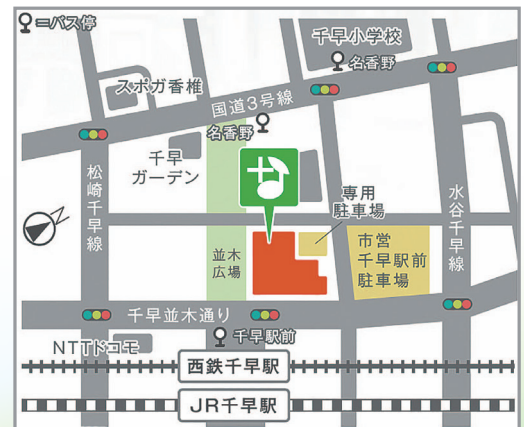 =バス停
千早小学校
名香野
スポガ香椎
国道3号線
名香野
千早
ガーデン
松崎千早線
専用
駐車場
水谷千早線
並木
広場
市営
千早駅前
駐車場
千早並木通り
千早駅前
NTTドコモ
西鉄千早駅
JR千早駅